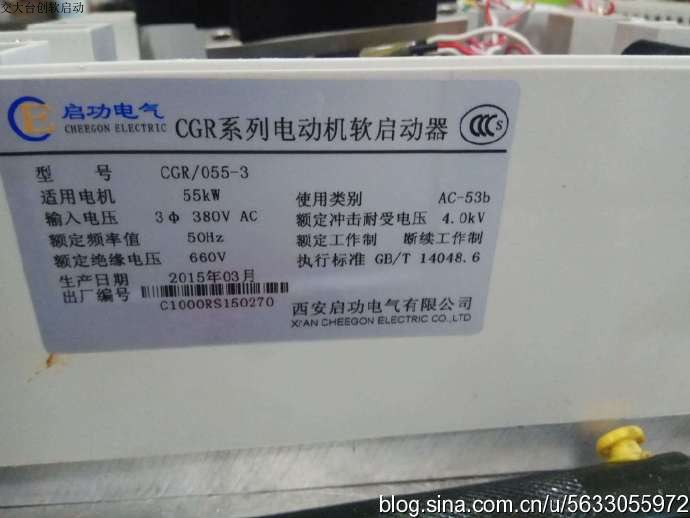 交大台创软启动
启功电气
CHEEGON ELECTRIC
CGR系列电动机软启动器
CCC S
型 号 CGR/055-3
适用电机 55kW 使用类别 AC-53b
输入电压 3Φ 380V AC 额定冲击耐受电压 4.0kV
额定频率值 50Hz 额定工作制 断续工作制
额定绝缘电压 660V 执行标准 GB/T 14048.6
生产日期 2015年03月
出厂编号 C1000RS150270
西安启功电气有限公司
XI'AN CHEEGON ELECTRIC CO.,LTD
blog.sina.com.cn/u/5633055972